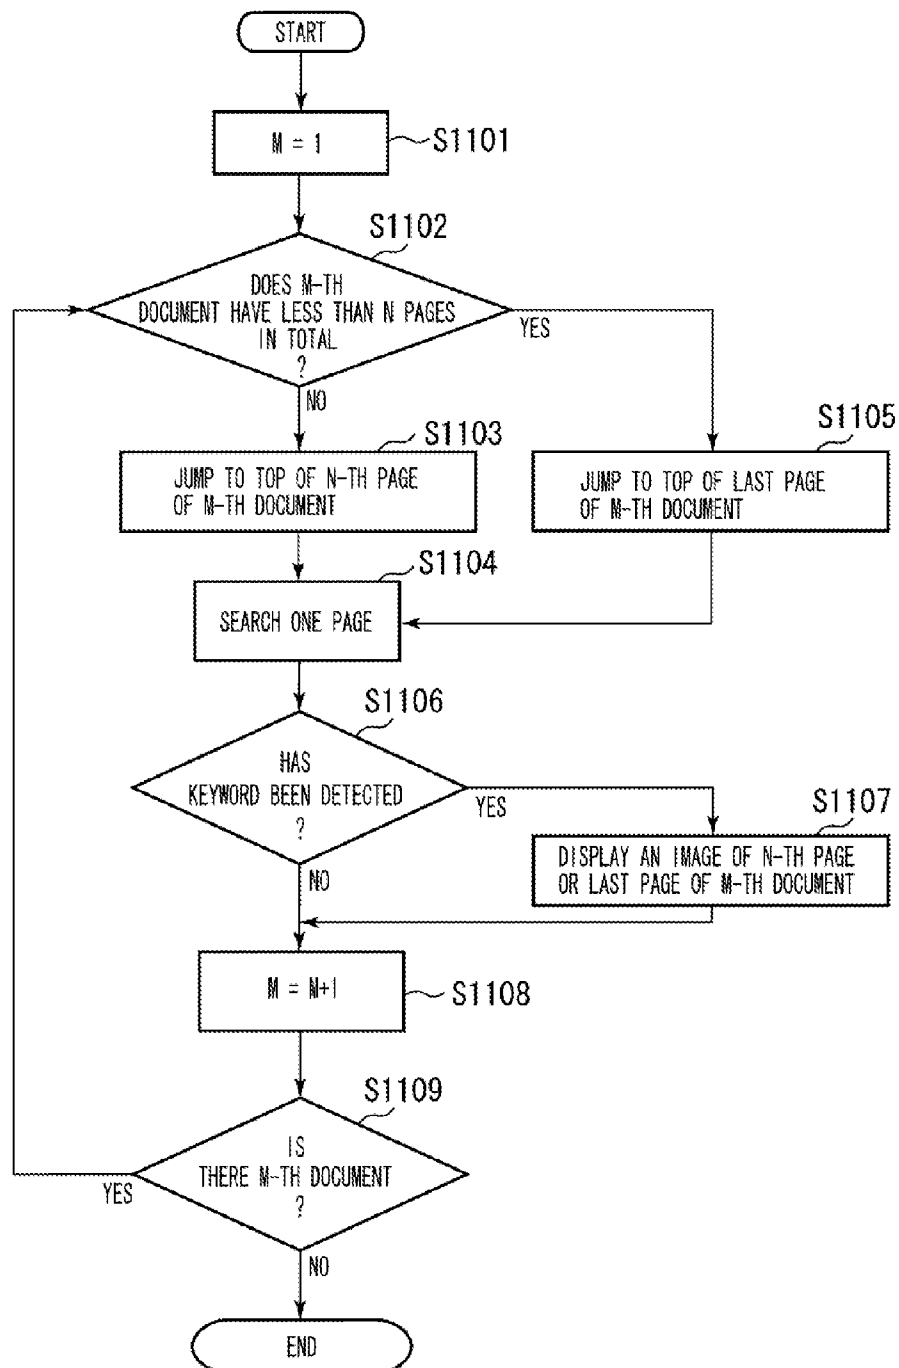 START
M = 1
S1101
S1102
DOES M-TH
DOCUMENT HAVE LESS THAN N PAGES
IN TOTAL
?
YES
NO
S1103
JUMP TO TOP OF N-TH PAGE
OF M-TH DOCUMENT
S1105
JUMP TO TOP OF LAST PAGE
OF M-TH DOCUMENT
S1104
SEARCH ONE PAGE
S1106
HAS
KEYWORD BEEN DETECTED
?
YES
NO
S1107
DISPLAY AN IMAGE OF N-TH PAGE
OR LAST PAGE OF M-TH DOCUMENT
M = M+1
S1108
S1109
IS
THERE M-TH DOCUMENT
?
YES
NO
END